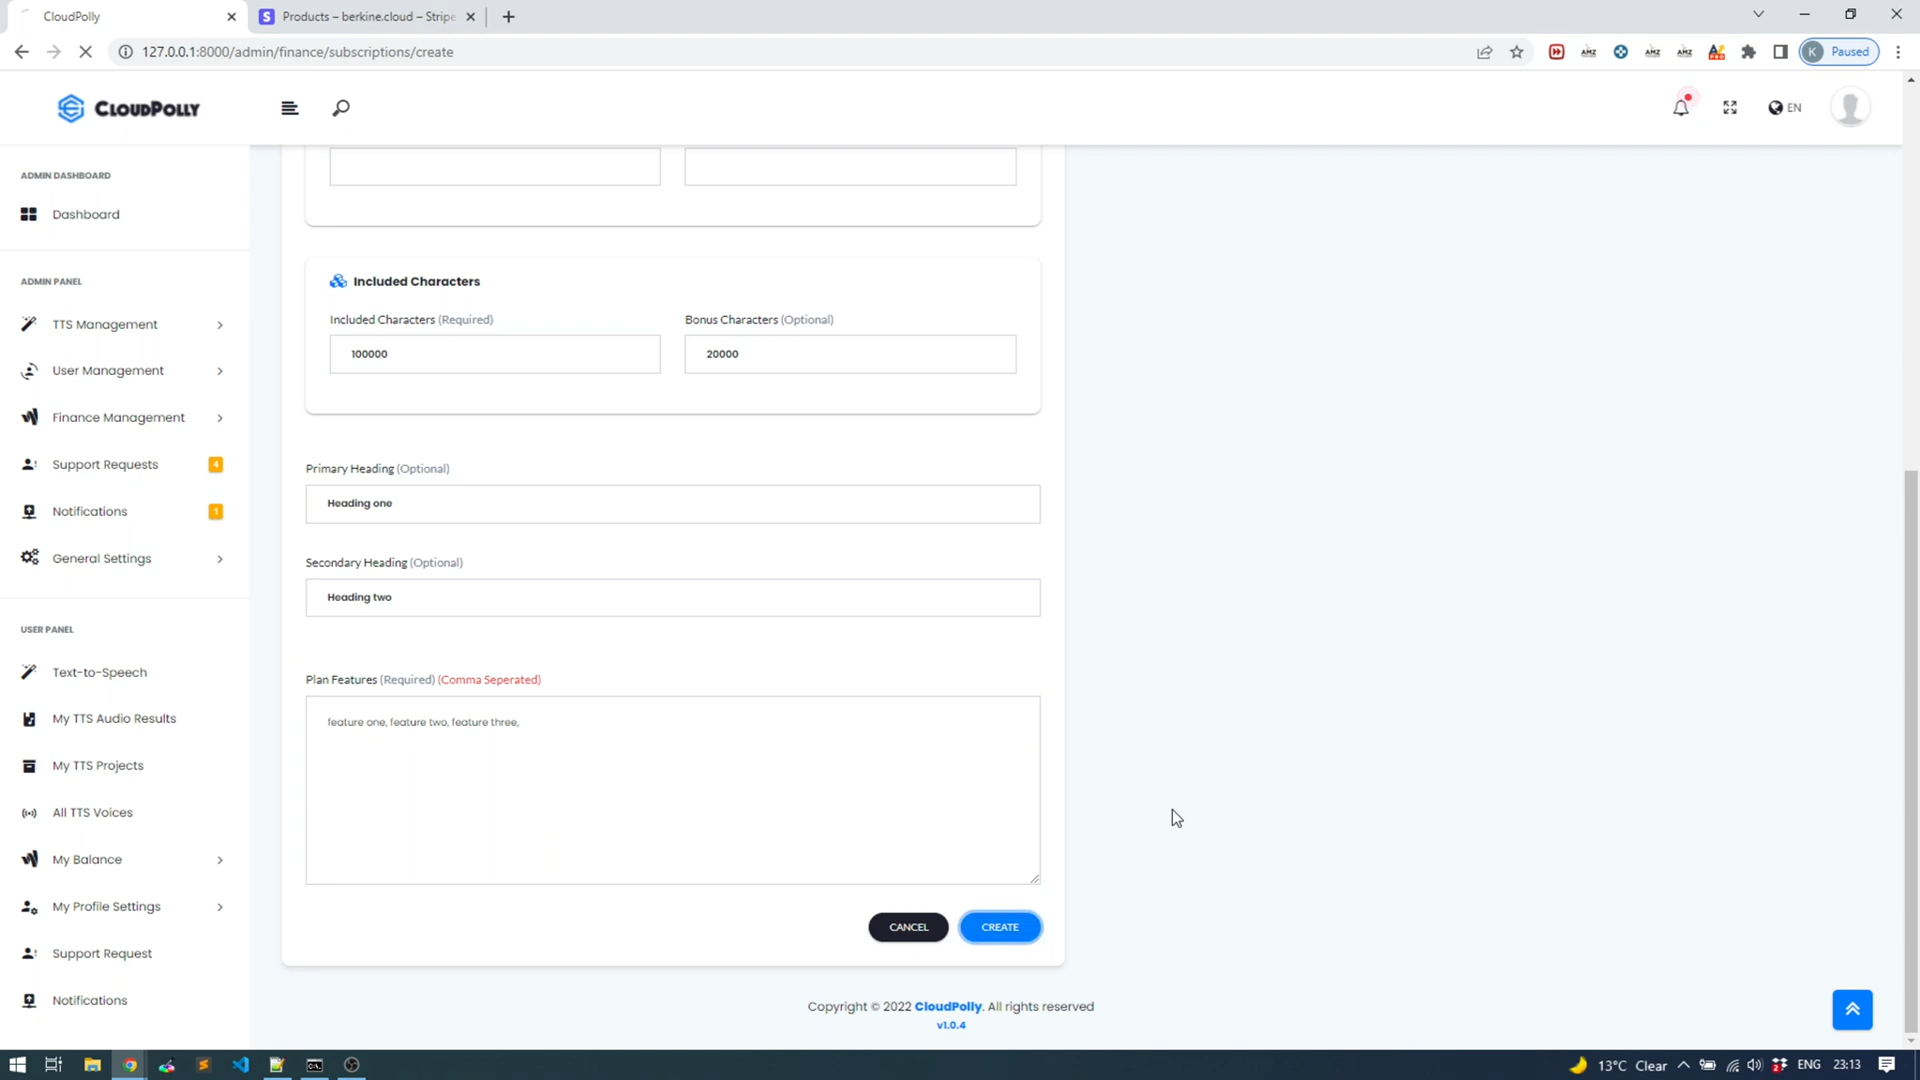 CloudPolly
Products – berkine.cloud – Stripe
127.0.0.1:8000/admin/finance/subscriptions/create
K Paused
CLOUDPOLLY
EN
ADMIN DASHBOARD
Dashboard
ADMIN PANEL
TTS Management
User Management
Finance Management
Support Requests 4
Notifications 1
General Settings
USER PANEL
Text-to-Speech
My TTS Audio Results
My TTS Projects
All TTS Voices
My Balance
My Profile Settings
Support Request
Notifications
Included Characters
Included Characters (Required)
Bonus Characters (Optional)
100000
20000
Primary Heading (Optional)
Heading one
Secondary Heading (Optional)
Heading two
Plan Features (Required) (Comma Seperated)
feature one, feature two, feature three,
CANCEL
CREATE
Copyright © 2022 CloudPolly. All rights reserved
v1.0.4
13°C Clear
ENG
23:13